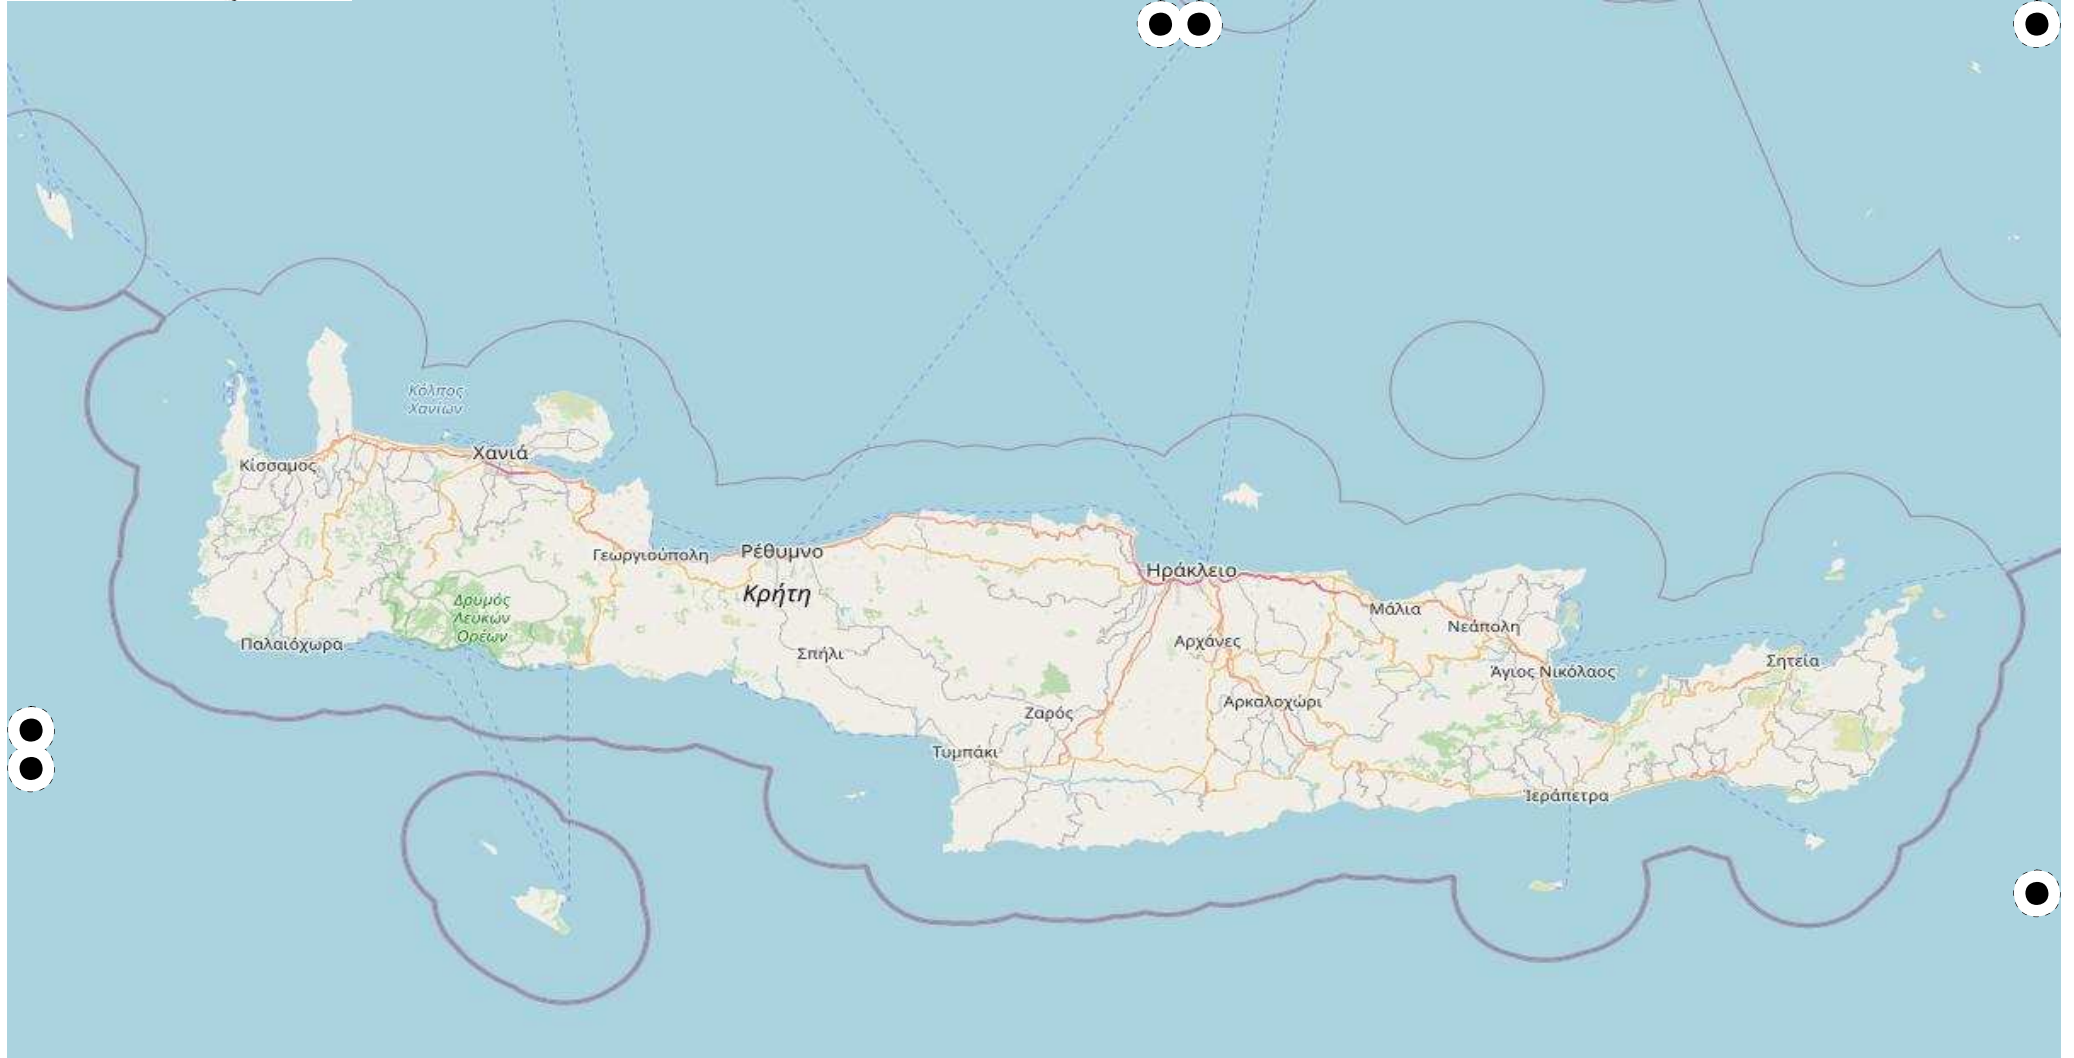 Κόλπος
Χανίων
Κίσσαμος
Χανιά
Γεωργιούπολη
Ρέθυμνο
Ηράκλειο
Κρήτη
Δρυμός
Λευκών
Ορέων
Μάλια
Νεάπολη
Παλαιόχωρα
Σπήλι
Αρχάνες
Άγιος Νικόλαος
Σητεία
Ζαρός
Αρκαλοχώρι
Τυμπάκι
Ιεράπετρα